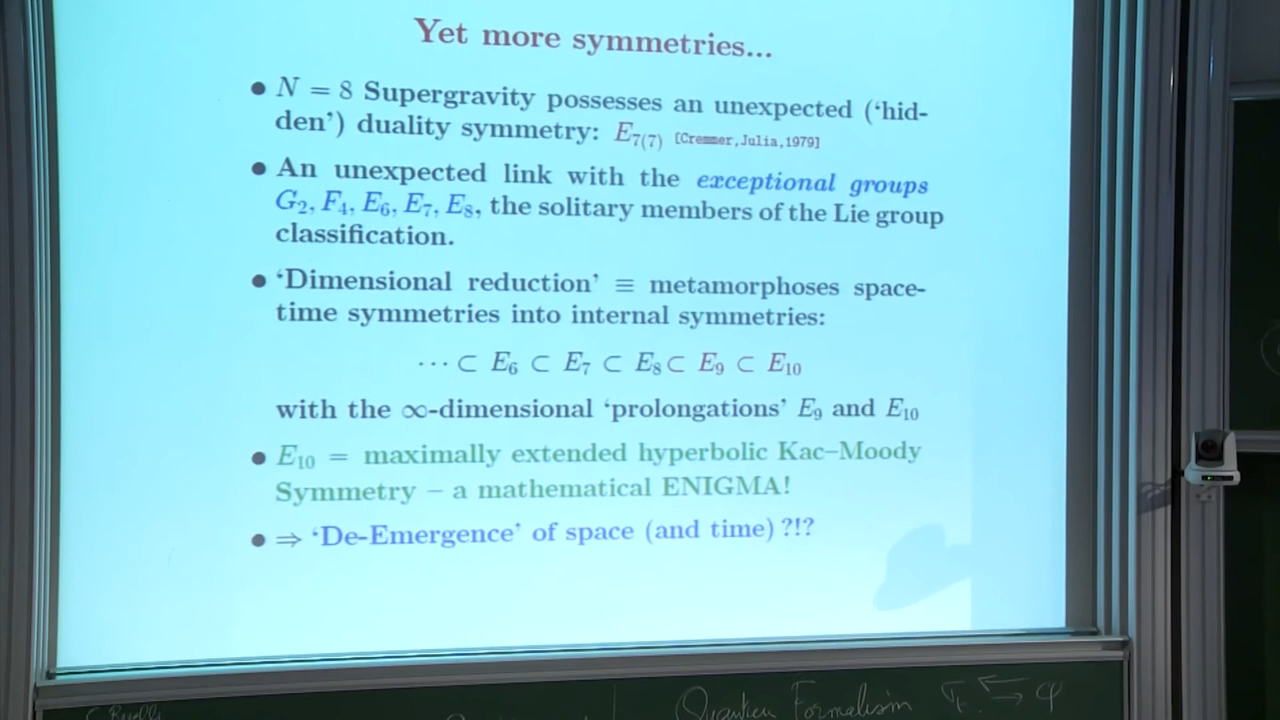 Yet more symmetries...
● N = 8 Supergravity possesses an unexpected (‘hid-
den’) duality symmetry: E₇₍₇₎ [Cremmer,Julia,1979]
● An unexpected link with the exceptional groups
G₂, F₄, E₆, E₇, E₈, the solitary members of the Lie group
classification.
● ‘Dimensional reduction’ ≡ metamorphoses space-
time symmetries into internal symmetries:
··· ⊂ E₆ ⊂ E₇ ⊂ E₈ ⊂ E₉ ⊂ E₁₀
with the ∞-dimensional ‘prolongations’ E₉ and E₁₀
● E₁₀ = maximally extended hyperbolic Kac–Moody
Symmetry – a mathematical ENIGMA!
● ⇒ ‘De-Emergence’ of space (and time) ?!?
Quantum Formalism